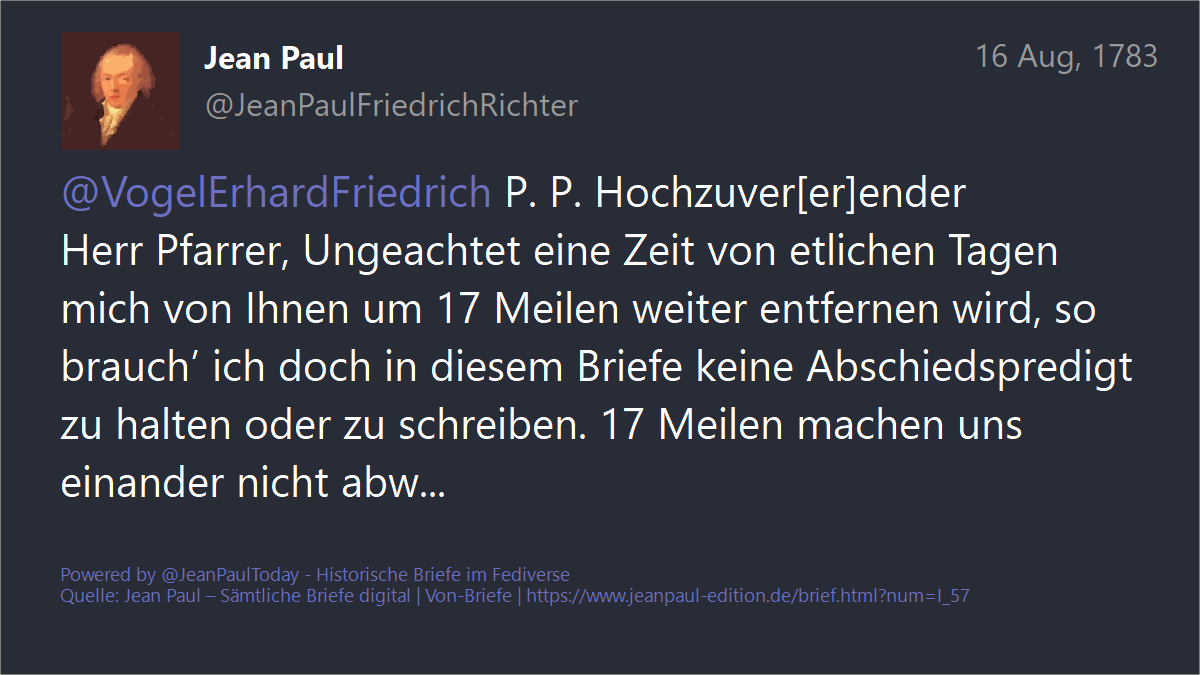 Jean Paul
16 Aug, 1783
@JeanPaulFriedrichRichter
@VogelErhardFriedrich P. P. Hochzuver[er]ender
Herr Pfarrer, Ungeachtet eine Zeit von etlichen Tagen
mich von Ihnen um 17 Meilen weiter entfernen wird, so
brauch’ ich doch in diesem Briefe keine Abschiedspredigt
zu halten oder zu schreiben. 17 Meilen machen uns
einander nicht abw...
Powered by @JeanPaulToday - Historische Briefe im Fediverse
Quelle: Jean Paul – Sämtliche Briefe digital | Von-Briefe | https://www.jeanpaul-edition.de/brief.html?num=I_57